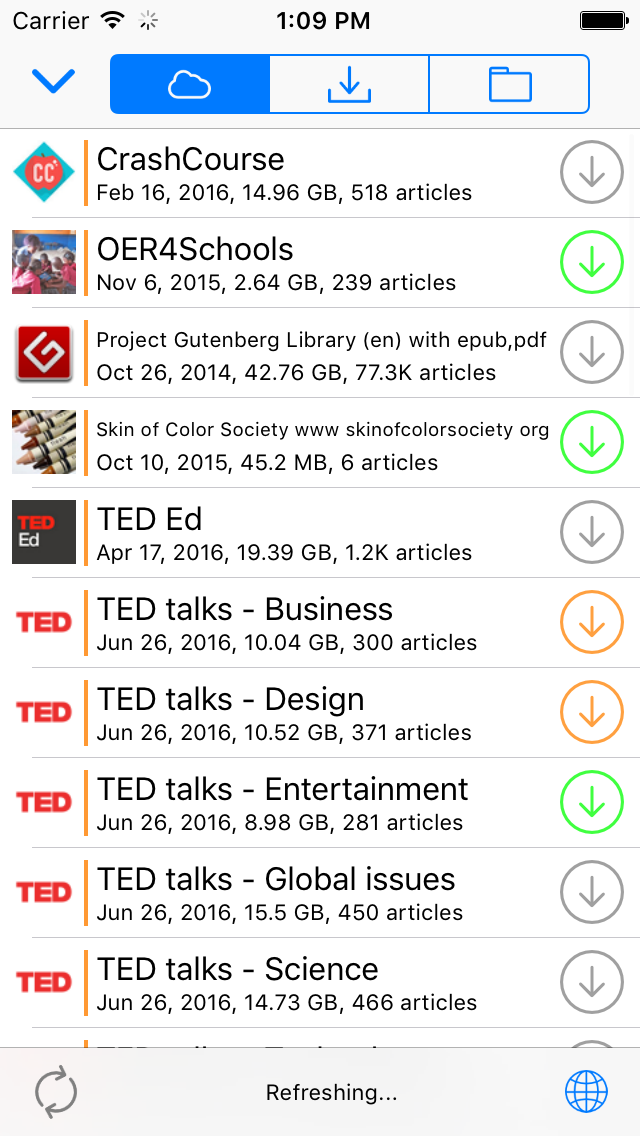 Carrier 1:09 PM
CC
CrashCourse
Feb 16, 2016, 14.96 GB, 518 articles
OER4Schools
Nov 6, 2015, 2.64 GB, 239 articles
Project Gutenberg Library (en) with epub,pdf
Oct 26, 2014, 42.76 GB, 77.3K articles
Skin of Color Society www skinofcolorsociety org
Oct 10, 2015, 45.2 MB, 6 articles
TED
Ed
TED Ed
Apr 17, 2016, 19.39 GB, 1.2K articles
TED
TED talks - Business
Jun 26, 2016, 10.04 GB, 300 articles
TED
TED talks - Design
Jun 26, 2016, 10.52 GB, 371 articles
TED
TED talks - Entertainment
Jun 26, 2016, 8.98 GB, 281 articles
TED
TED talks - Global issues
Jun 26, 2016, 15.5 GB, 450 articles
TED
TED talks - Science
Jun 26, 2016, 14.73 GB, 466 articles
Refreshing...